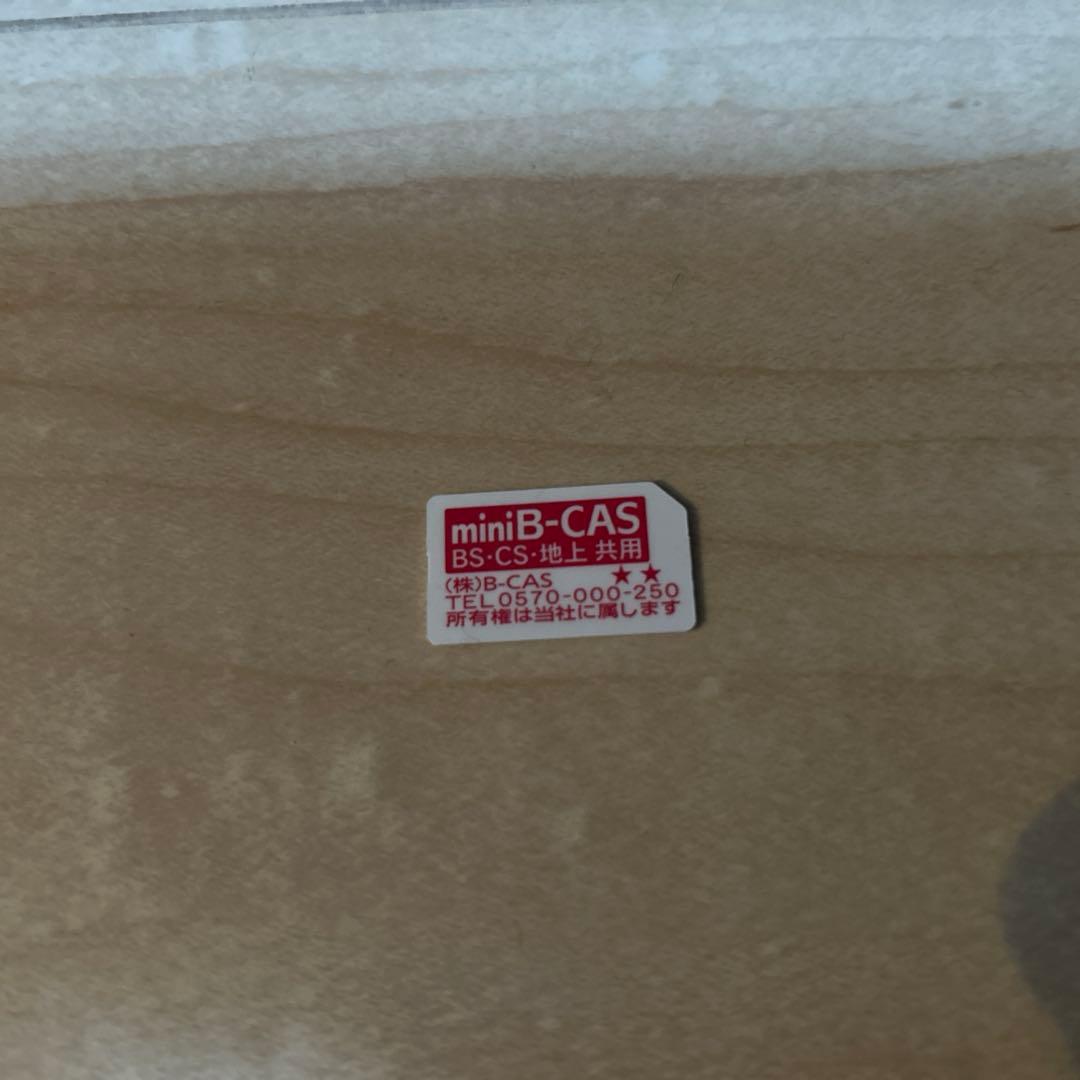 miniB-CAS
BS・CS・地上 共用
(株)B-CAS ★★
TEL0570-000-250
所有権は当社に属します